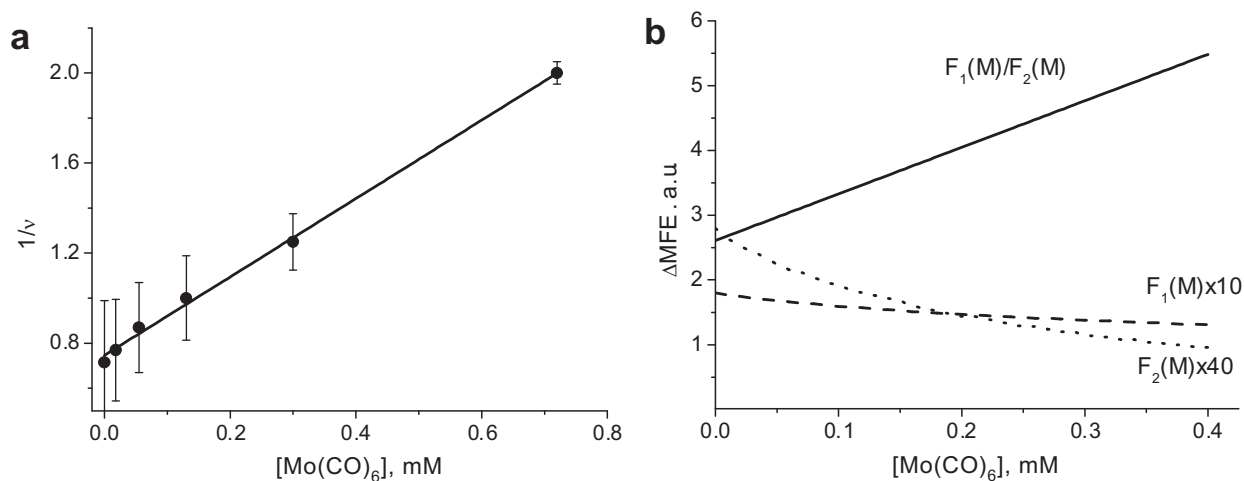 a
2.0
1.6
1.2
0.8
1/ν
0.0 0.2 0.4 0.6 0.8
[Mo(CO)6], mM
b
6
5
4
3
2
1
ΔMFE . a.u.
F1(M)/F2(M)
F1(M)x10
F2(M)x40
0.0 0.1 0.2 0.3 0.4
[Mo(CO)6], mM